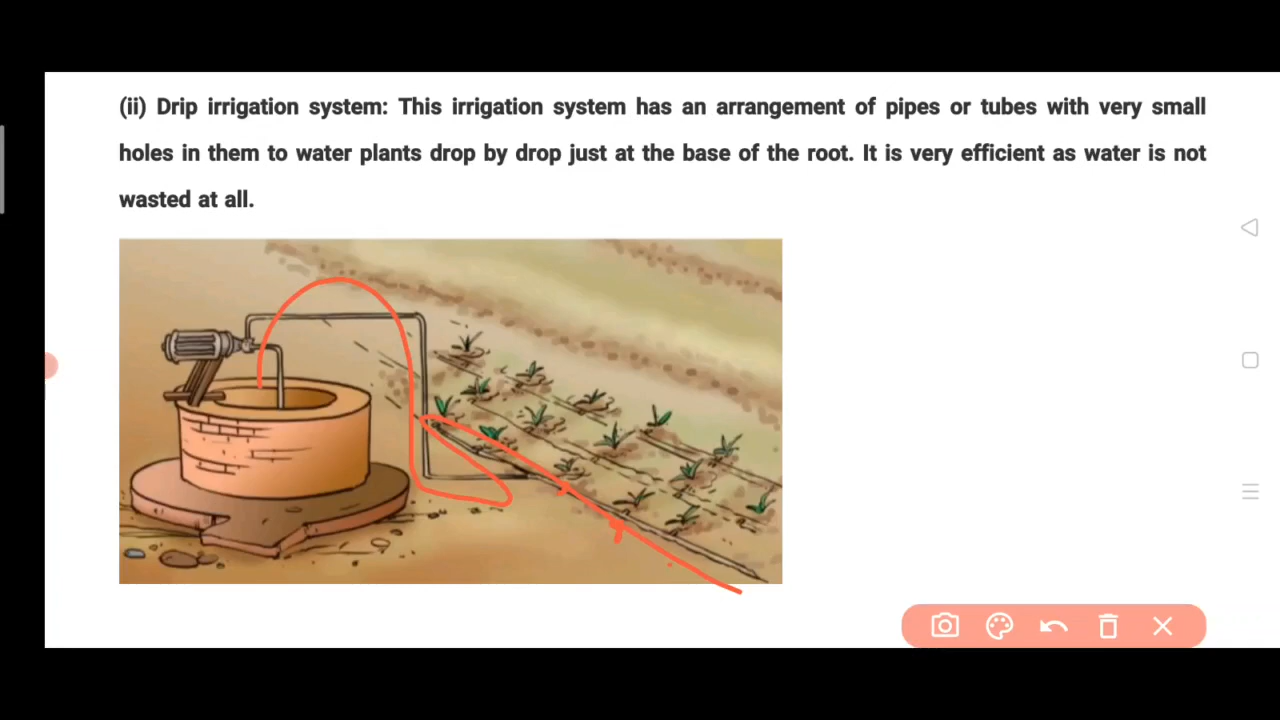 (ii) Drip irrigation system: This irrigation system has an arrangement of pipes or tubes with very small
holes in them to water plants drop by drop just at the base of the root. It is very efficient as water is not
wasted at all.